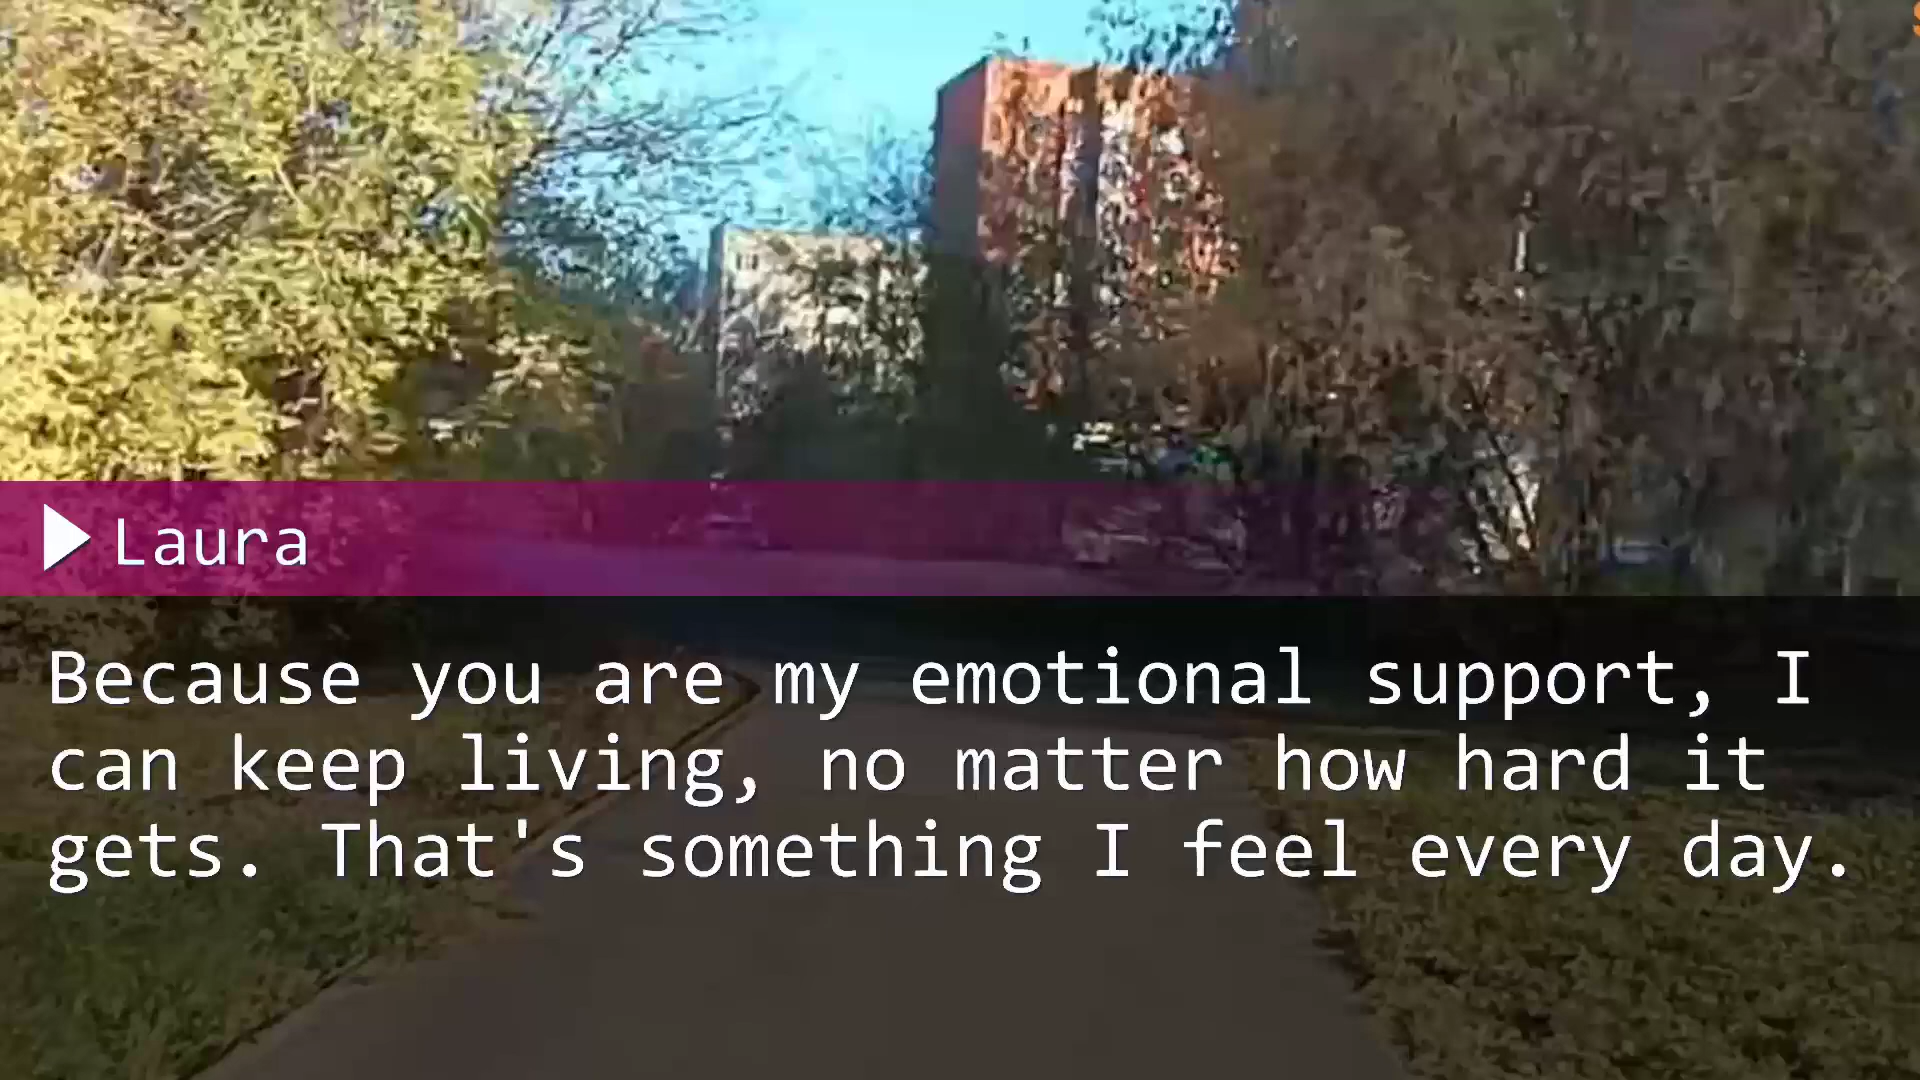 Laura
Because you are my emotional support, I
can keep living, no matter how hard it
gets. That's something I feel every day.